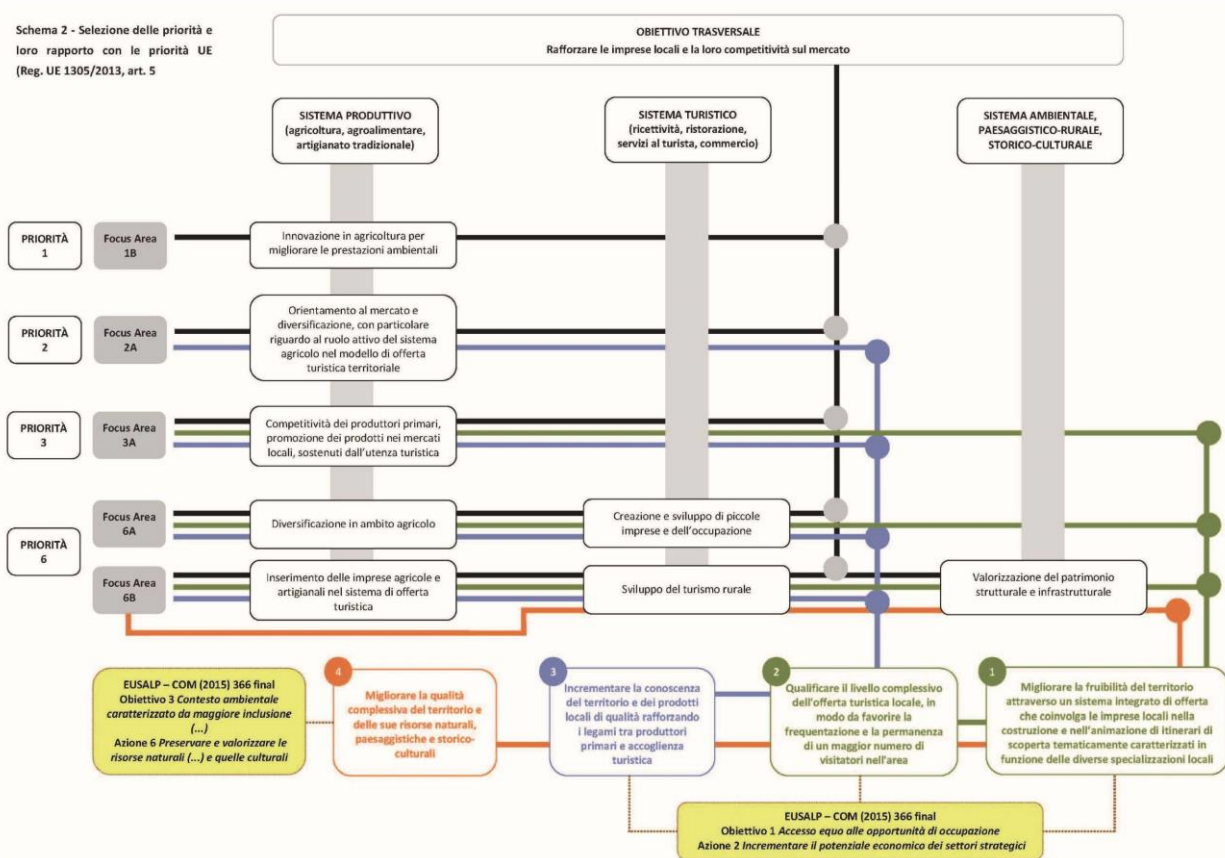 Schema 2 - Selezione delle priorità e
loro rapporto con le priorità UE
(Reg. UE 1305/2013, art. 5
OBIETTIVO TRASVERSALE
Rafforzare le imprese locali e la loro competitività sul mercato
SISTEMA PRODUTTIVO
(agricoltura, agroalimentare,
artigianato tradizionale)
SISTEMA TURISTICO
(ricettività, ristorazione,
servizi al turista, commercio)
SISTEMA AMBIENTALE,
PAESAGGISTICO-RURALE,
STORICO-CULTURALE
PRIORITÀ
1
Focus Area
1B
Innovazione in agricoltura per
migliorare le prestazioni ambientali
PRIORITÀ
2
Focus Area
2A
Orientamento al mercato e
diversificazione, con particolare
riguardo al ruolo attivo del sistema
agricolo nel modello di offerta
turistica territoriale
PRIORITÀ
3
Focus Area
3A
Competitività dei produttori primari,
promozione dei prodotti nei mercati
locali, sostenuti dall'utenza turistica
PRIORITÀ
6
Focus Area
6A
Diversificazione in ambito agricolo
Creazione e sviluppo di piccole
imprese e dell'occupazione
Focus Area
6B
Inserimento delle imprese agricole e
artigianali nel sistema di offerta
turistica
Sviluppo del turismo rurale
Valorizzazione del patrimonio
strutturale e infrastrutturale
EUSALP – COM (2015) 366 final
Obiettivo 3 Contesto ambientale
caratterizzato da maggiore inclusione
(...)
Azione 6 Preservare e valorizzare le
risorse naturali (...) e quelle culturali
4
Migliorare la qualità
complessiva del territorio e
delle sue risorse naturali,
paesaggistiche e storico-
culturali
3
Incrementare la conoscenza
del territorio e dei prodotti
locali di qualità rafforzando
i legami tra produttori
primari e accoglienza
turistica
2
Qualificare il livello complessivo
dell'offerta turistica locale, in
modo da favorire la
frequentazione e la permanenza
di un maggior numero di
visitatori nell'area
1
Migliorare la fruibilità del territorio
attraverso un sistema integrato di offerta
che coinvolga le imprese locali nella
costruzione e nell'animazione di itinerari di
scoperta tematicamente caratterizzati in
funzione delle diverse specializzazioni locali
EUSALP – COM (2015) 366 final
Obiettivo 1 Accesso equo alle opportunità di occupazione
Azione 2 Incrementare il potenziale economico dei settori strategici